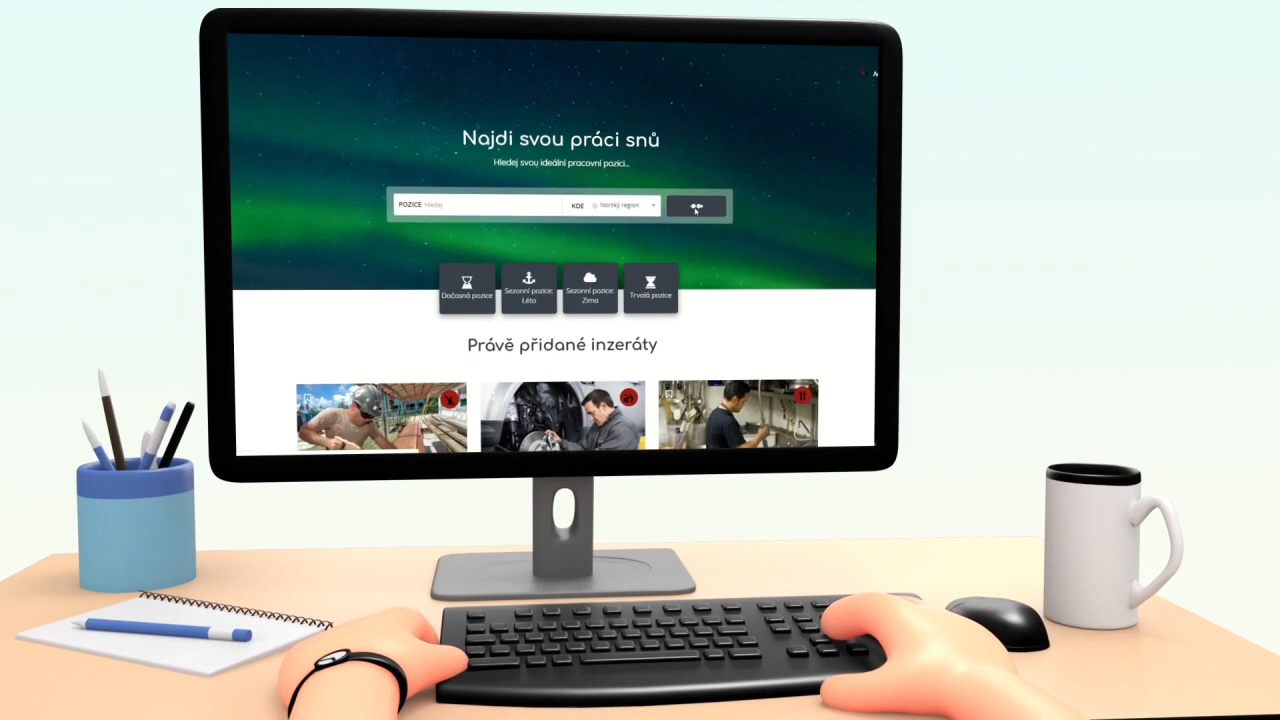 Najdi svou práci snů
Hledej svou ideální pracovní pozici...
POZICE Hledej KDE Norský region
Dočasná pozice
Sezonní pozice:
Léto
Sezonní pozice:
Zima
Trvalá pozice
Právě přidané inzeráty